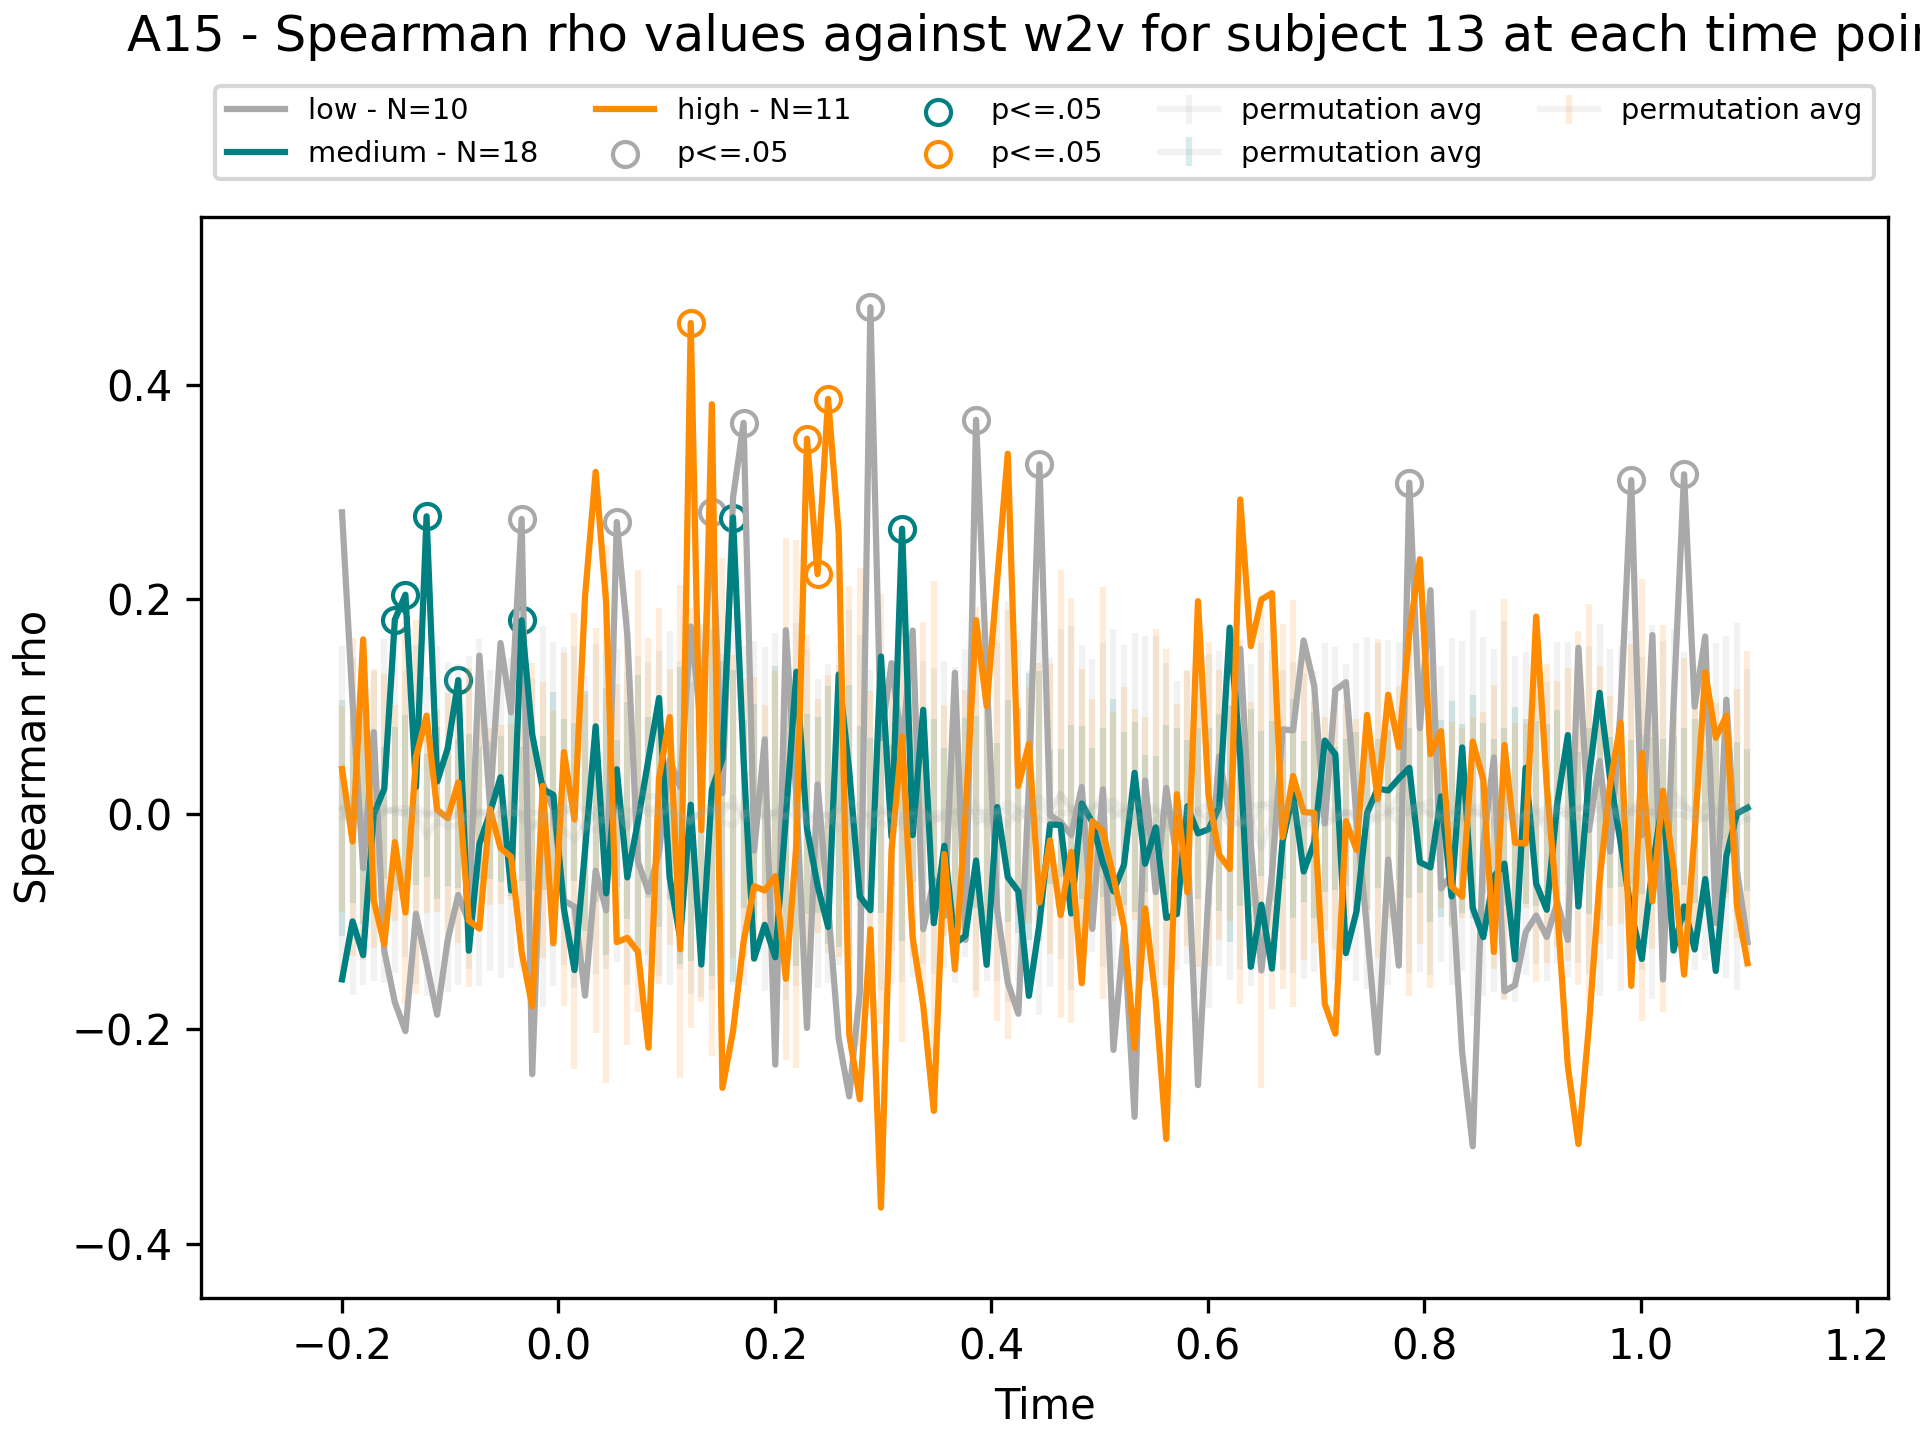 A15 - Spearman rho values against w2v for subject 13 at each time
low - N=10 high - N=11 p<=.05 permutation avg permutation avg
medium - N=18 p<=.05 p<=.05 permutation avg
0.4
0.2
0.0
−0.2
−0.4
Spearman rho
−0.2 0.0 0.2 0.4 0.6 0.8 1.0 1.2
Time